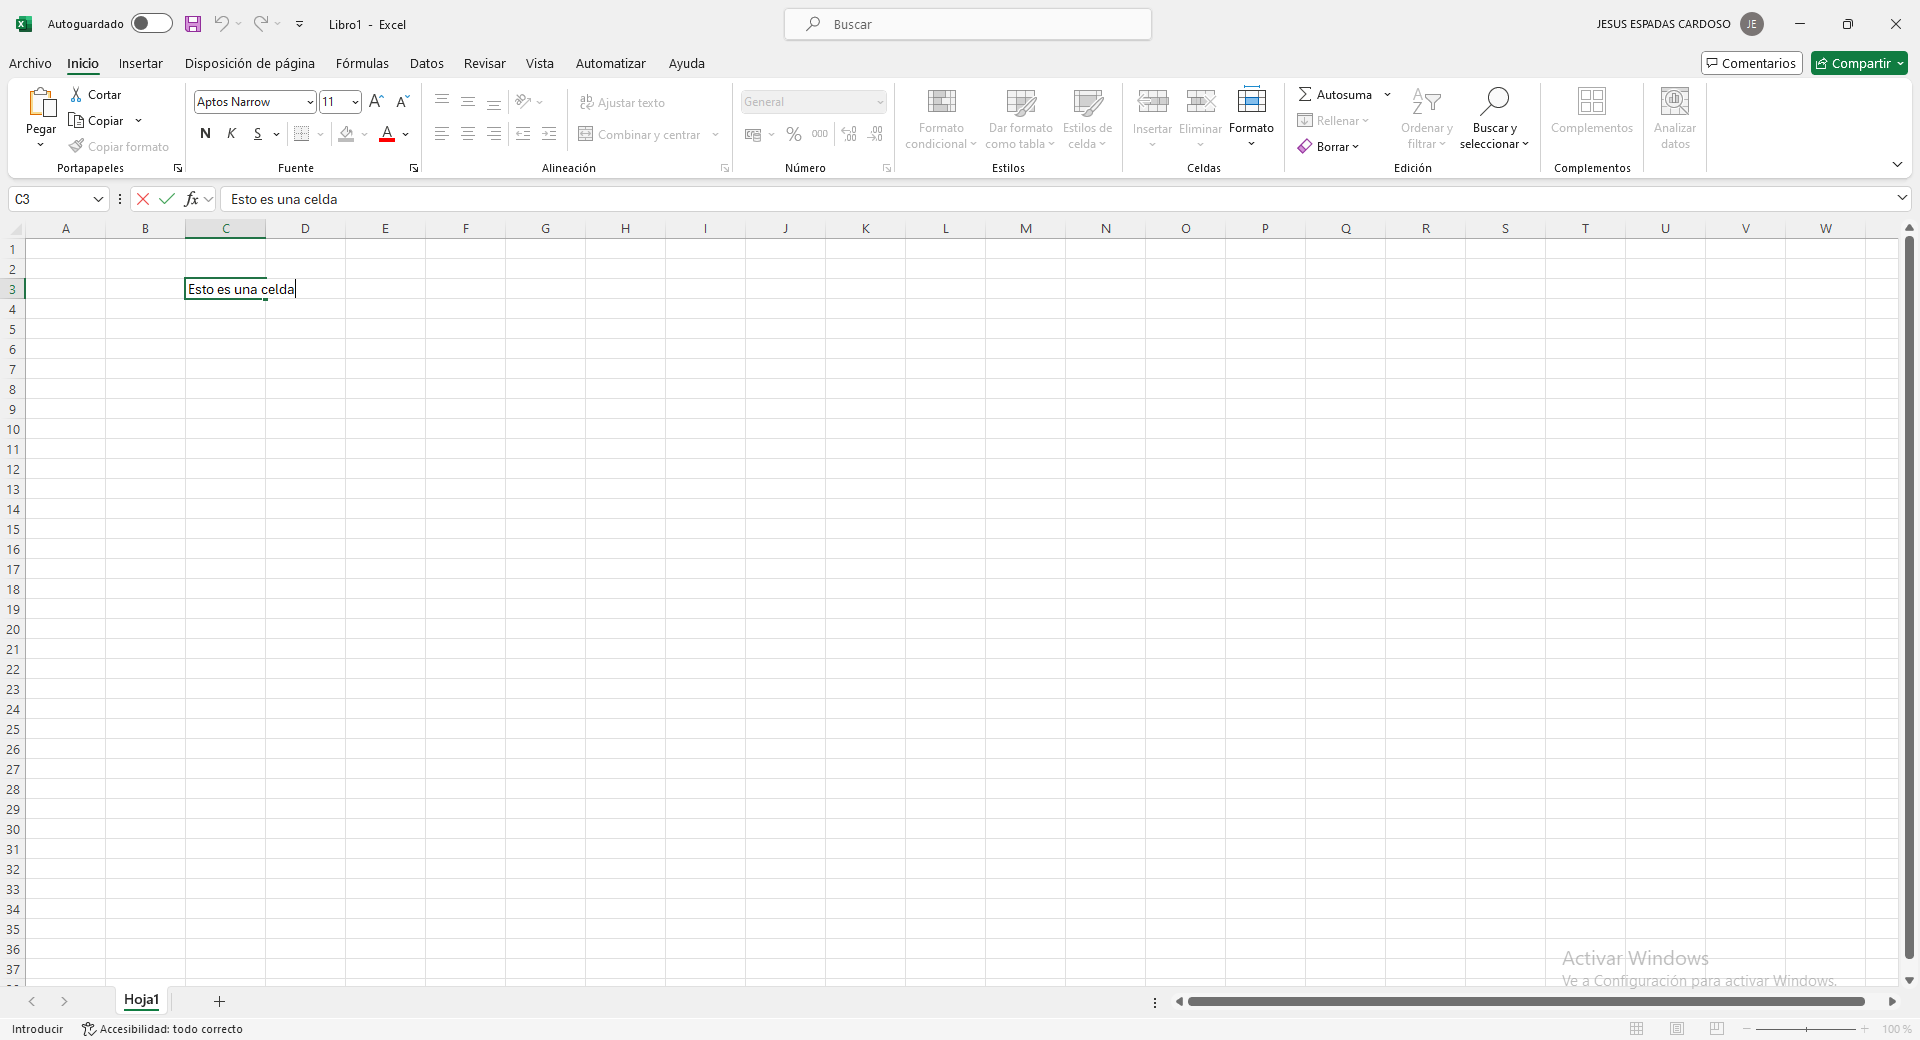 Autoguardado
Libro1 - Excel
Buscar
JESUS ESPADAS CARDOSO
JE
Archivo Inicio Insertar Disposición de página Fórmulas Datos Revisar Vista Automatizar Ayuda
Comentarios
Compartir
Pegar
Cortar
Copiar
Copiar formato
Portapapeles
Aptos Narrow 11
N K S
Fuente
Ajustar texto
Combinar y centrar
Alineación
General
% 000
Número
Formato condicional
Dar formato como tabla
Estilos de celda
Estilos
Insertar
Eliminar
Formato
Celdas
Autosuma
Rellenar
Borrar
Ordenar y filtrar
Buscar y seleccionar
Edición
Complementos
Complementos
Analizar datos
C3
fx
Esto es una celda
A B C D E F G H I J K L M N O P Q R S T U V W
1
2
3 Esto es una celda
4
5
6
7
8
9
10
11
12
13
14
15
16
17
18
19
20
21
22
23
24
25
26
27
28
29
30
31
32
33
34
35
36
37
Activar Windows
Ve a Configuración para activar Windows.
Hoja1
Introducir
Accesibilidad: todo correcto
100 %